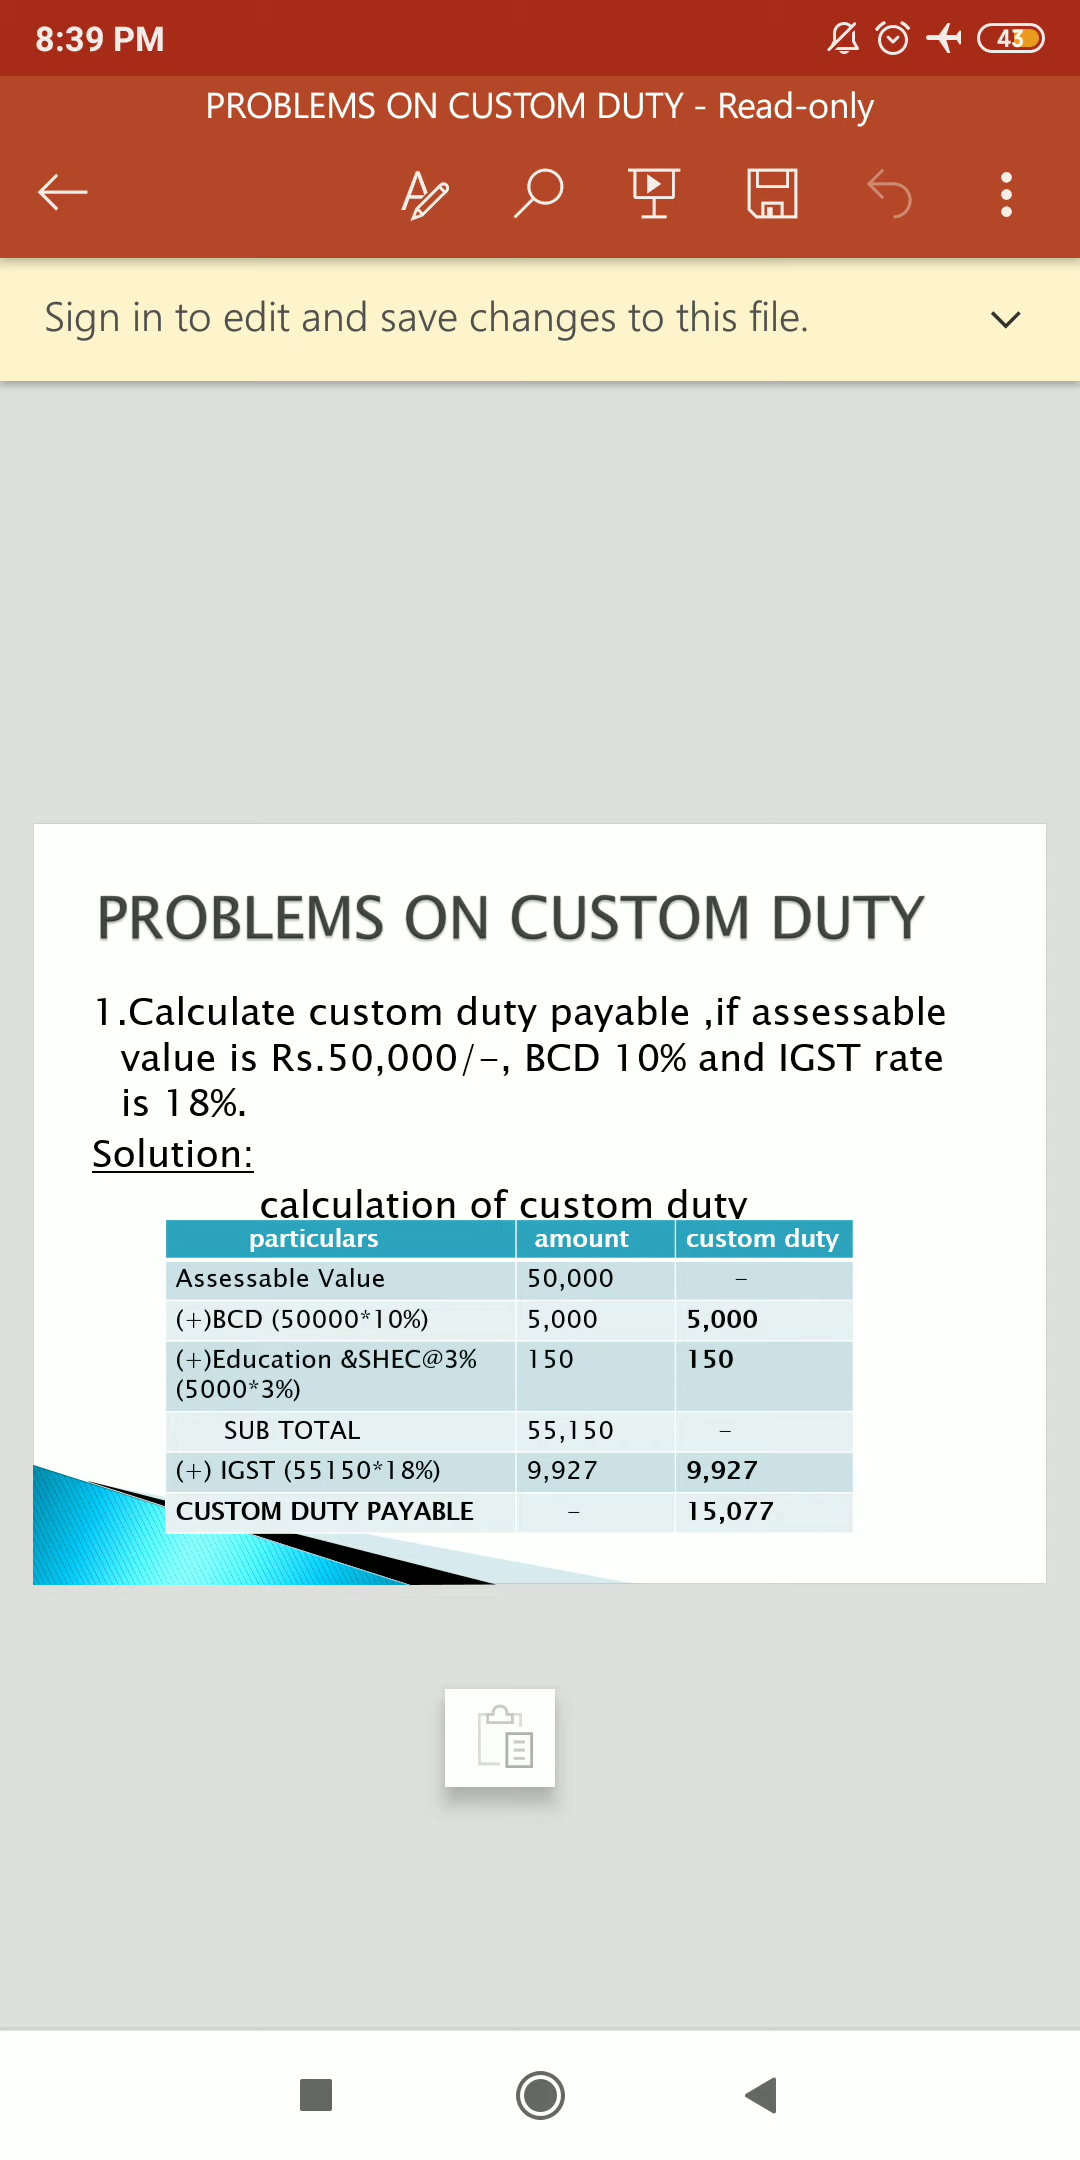 8:39 PM
43
PROBLEMS ON CUSTOM DUTY - Read-only
Sign in to edit and save changes to this file.
PROBLEMS ON CUSTOM DUTY
1.Calculate custom duty payable ,if assessable
value is Rs.50,000/-, BCD 10% and IGST rate
is 18%.
Solution:
calculation of custom duty
particulars amount custom duty
Assessable Value 50,000 -
(+)BCD (50000*10%) 5,000 5,000
(+)Education &SHEC@3% 150 150
(5000*3%)
SUB TOTAL 55,150 -
(+) IGST (55150*18%) 9,927 9,927
CUSTOM DUTY PAYABLE - 15,077